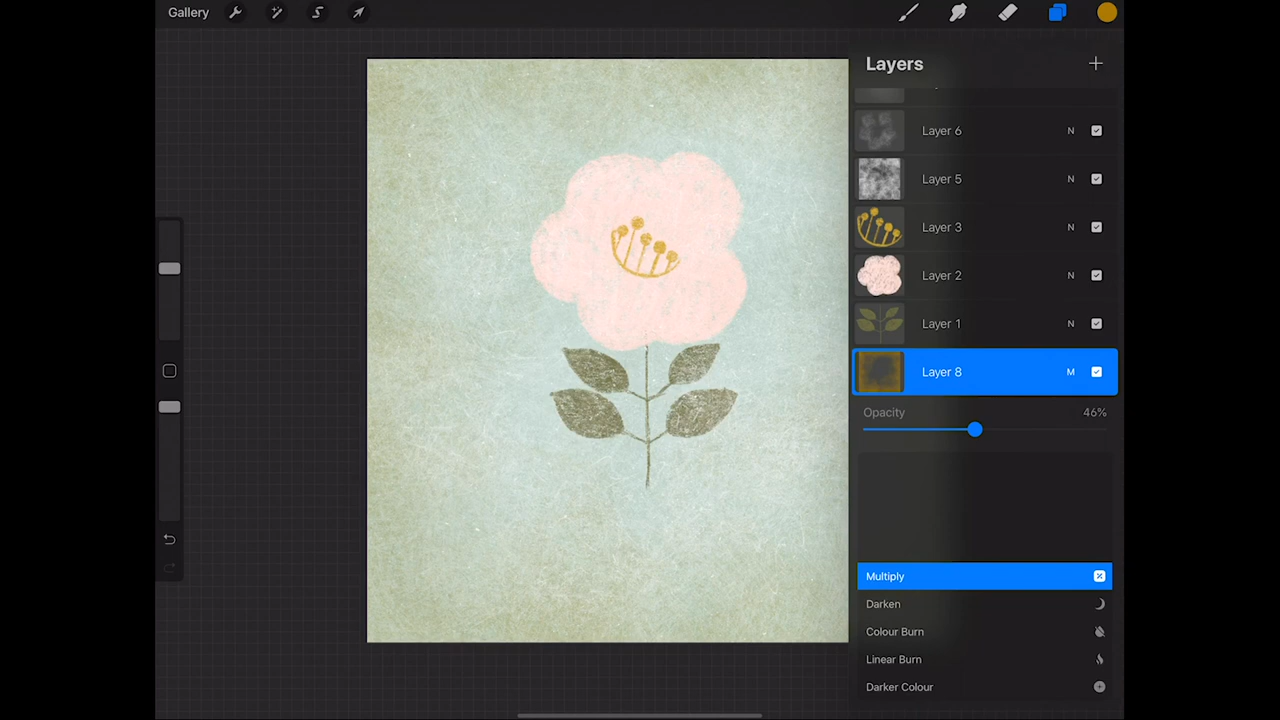 Gallery
Layers
Layer 6 N
Layer 5 N
Layer 3 N
Layer 2 N
Layer 1 N
Layer 8 M
Opacity 46%
Multiply
Darken
Colour Burn
Linear Burn
Darker Colour